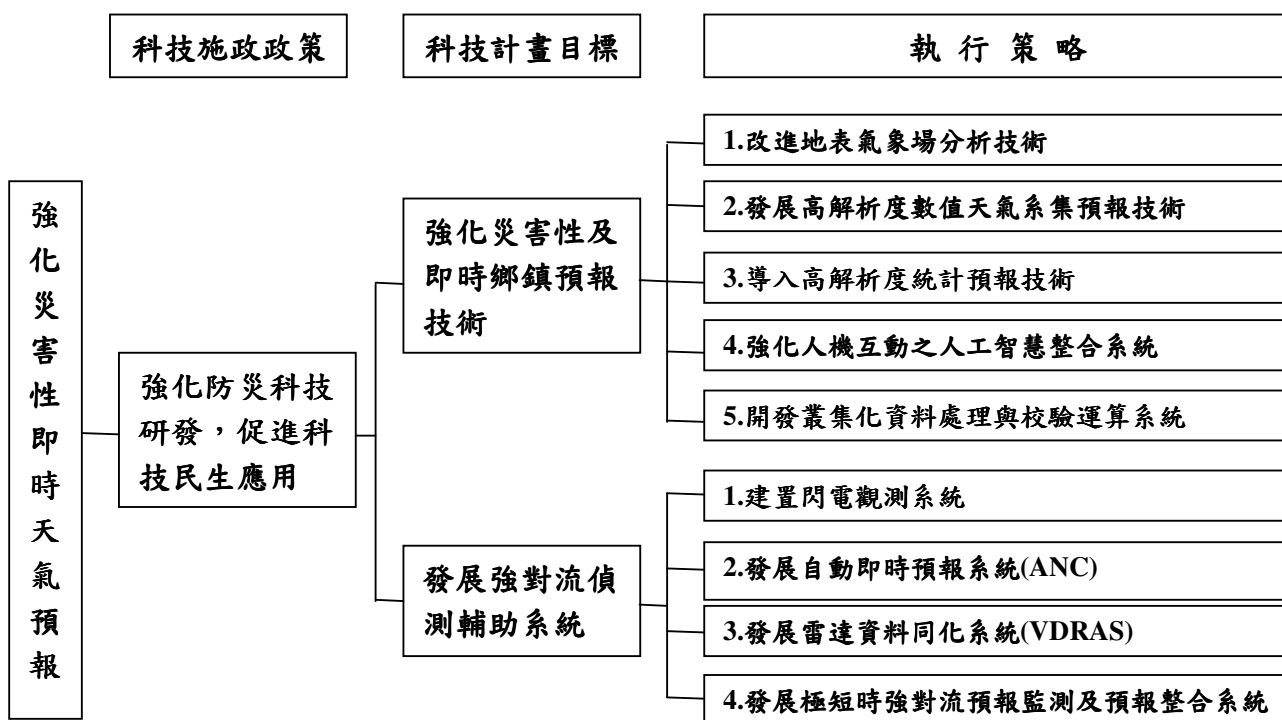 科技施政政策
科技計畫目標
執行策略
強化災害性即時天氣預報
強化防災科技
研發，促進科
技民生應用
強化災害性及
即時鄉鎮預報
技術
1.改進地表氣象場分析技術
2.發展高解析度數值天氣系集預報技術
3.導入高解析度統計預報技術
4.強化人機互動之人工智慧整合系統
5.開發叢集化資料處理與校驗運算系統
發展強對流偵
測輔助系統
1.建置閃電觀測系統
2.發展自動即時預報系統(ANC)
3.發展雷達資料同化系統(VDRAS)
4.發展極短時強對流預報監測及預報整合系統